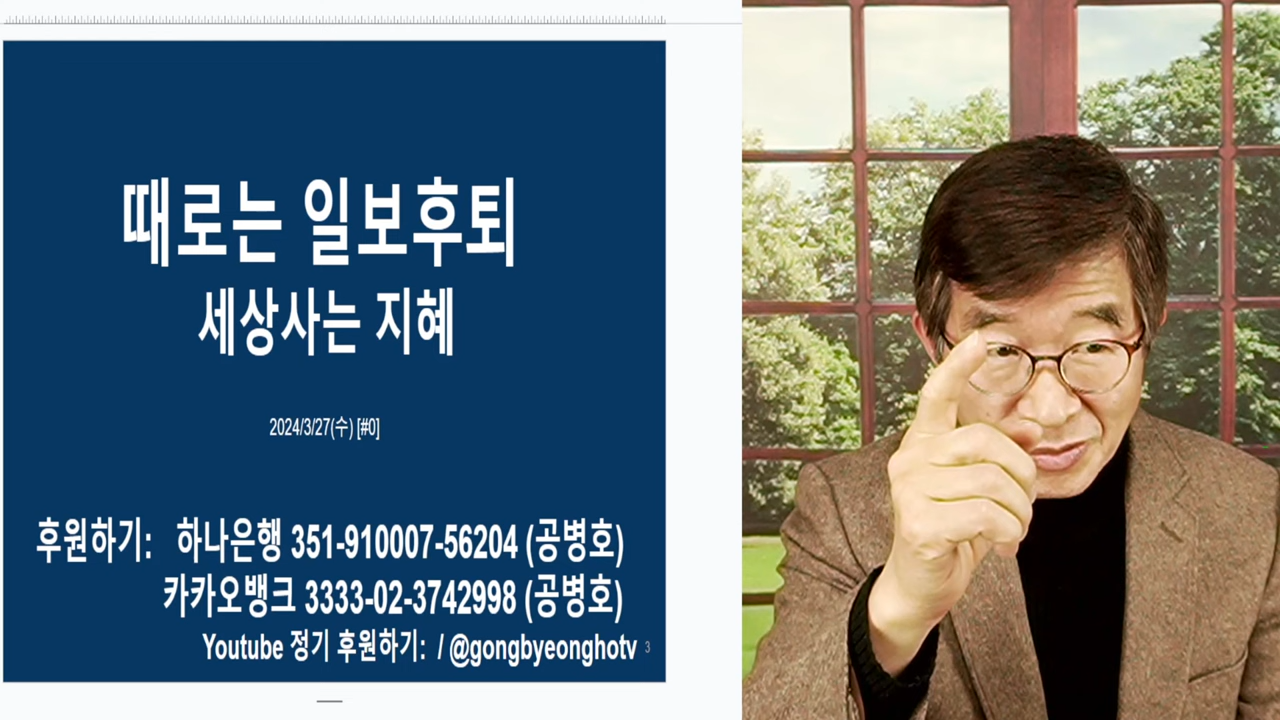 때로는 일보후퇴
세상사는 지혜
2024/3/27(수) [#0]
후원하기: 하나은행 351-910007-56204 (공병호)
카카오뱅크 3333-02-3742998 (공병호)
Youtube 정기 후원하기: / @gongbyeonghotv 3